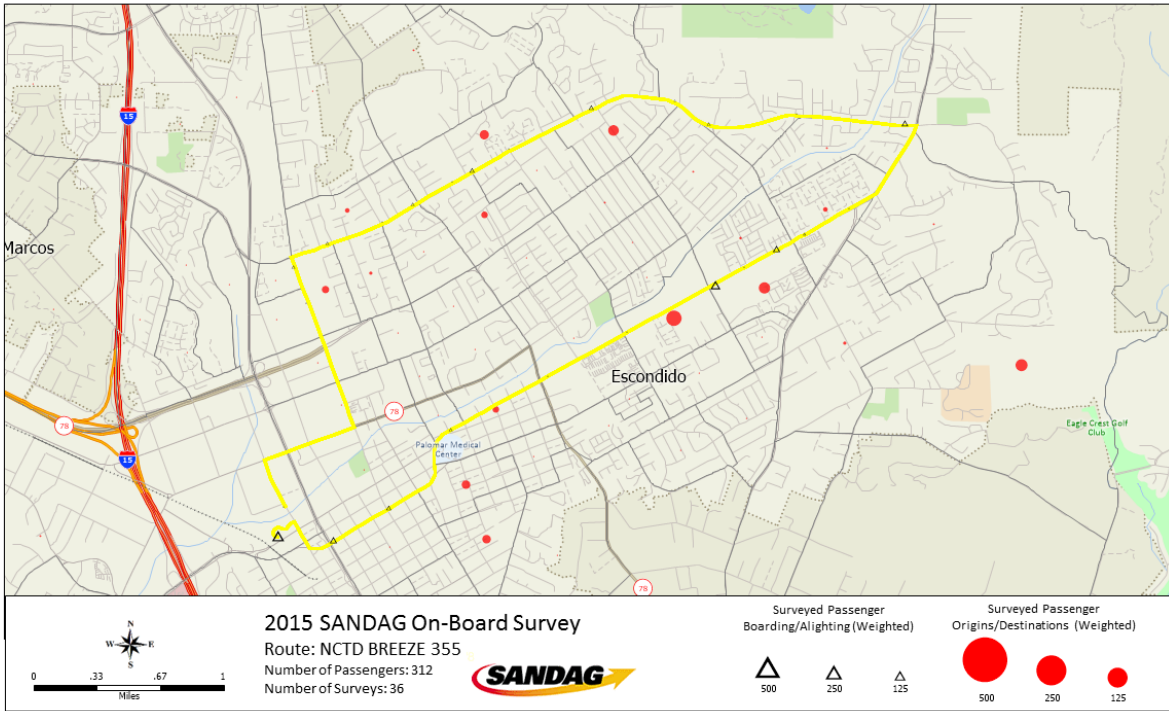 15
Marcos
Escondido
78
78
Palomar Medical
Center
Eagle Crest Golf
Club
15
78
2015 SANDAG On-Board Survey
Route: NCTD BREEZE 355
Number of Passengers: 312
Number of Surveys: 36
SANDAG
N
W E
S
0 .33 .67 1
Miles
Surveyed Passenger
Boarding/Alighting (Weighted)
500 250 125
Surveyed Passenger
Origins/Destinations (Weighted)
500 250 125